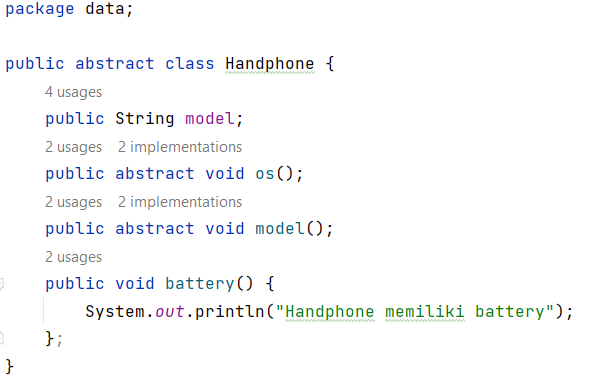 package data;
public abstract class Handphone {
4 usages
public String model;
2 usages   2 implementations
public abstract void os();
2 usages   2 implementations
public abstract void model();
2 usages
public void battery() {
System.out.println("Handphone memiliki battery");
};
}